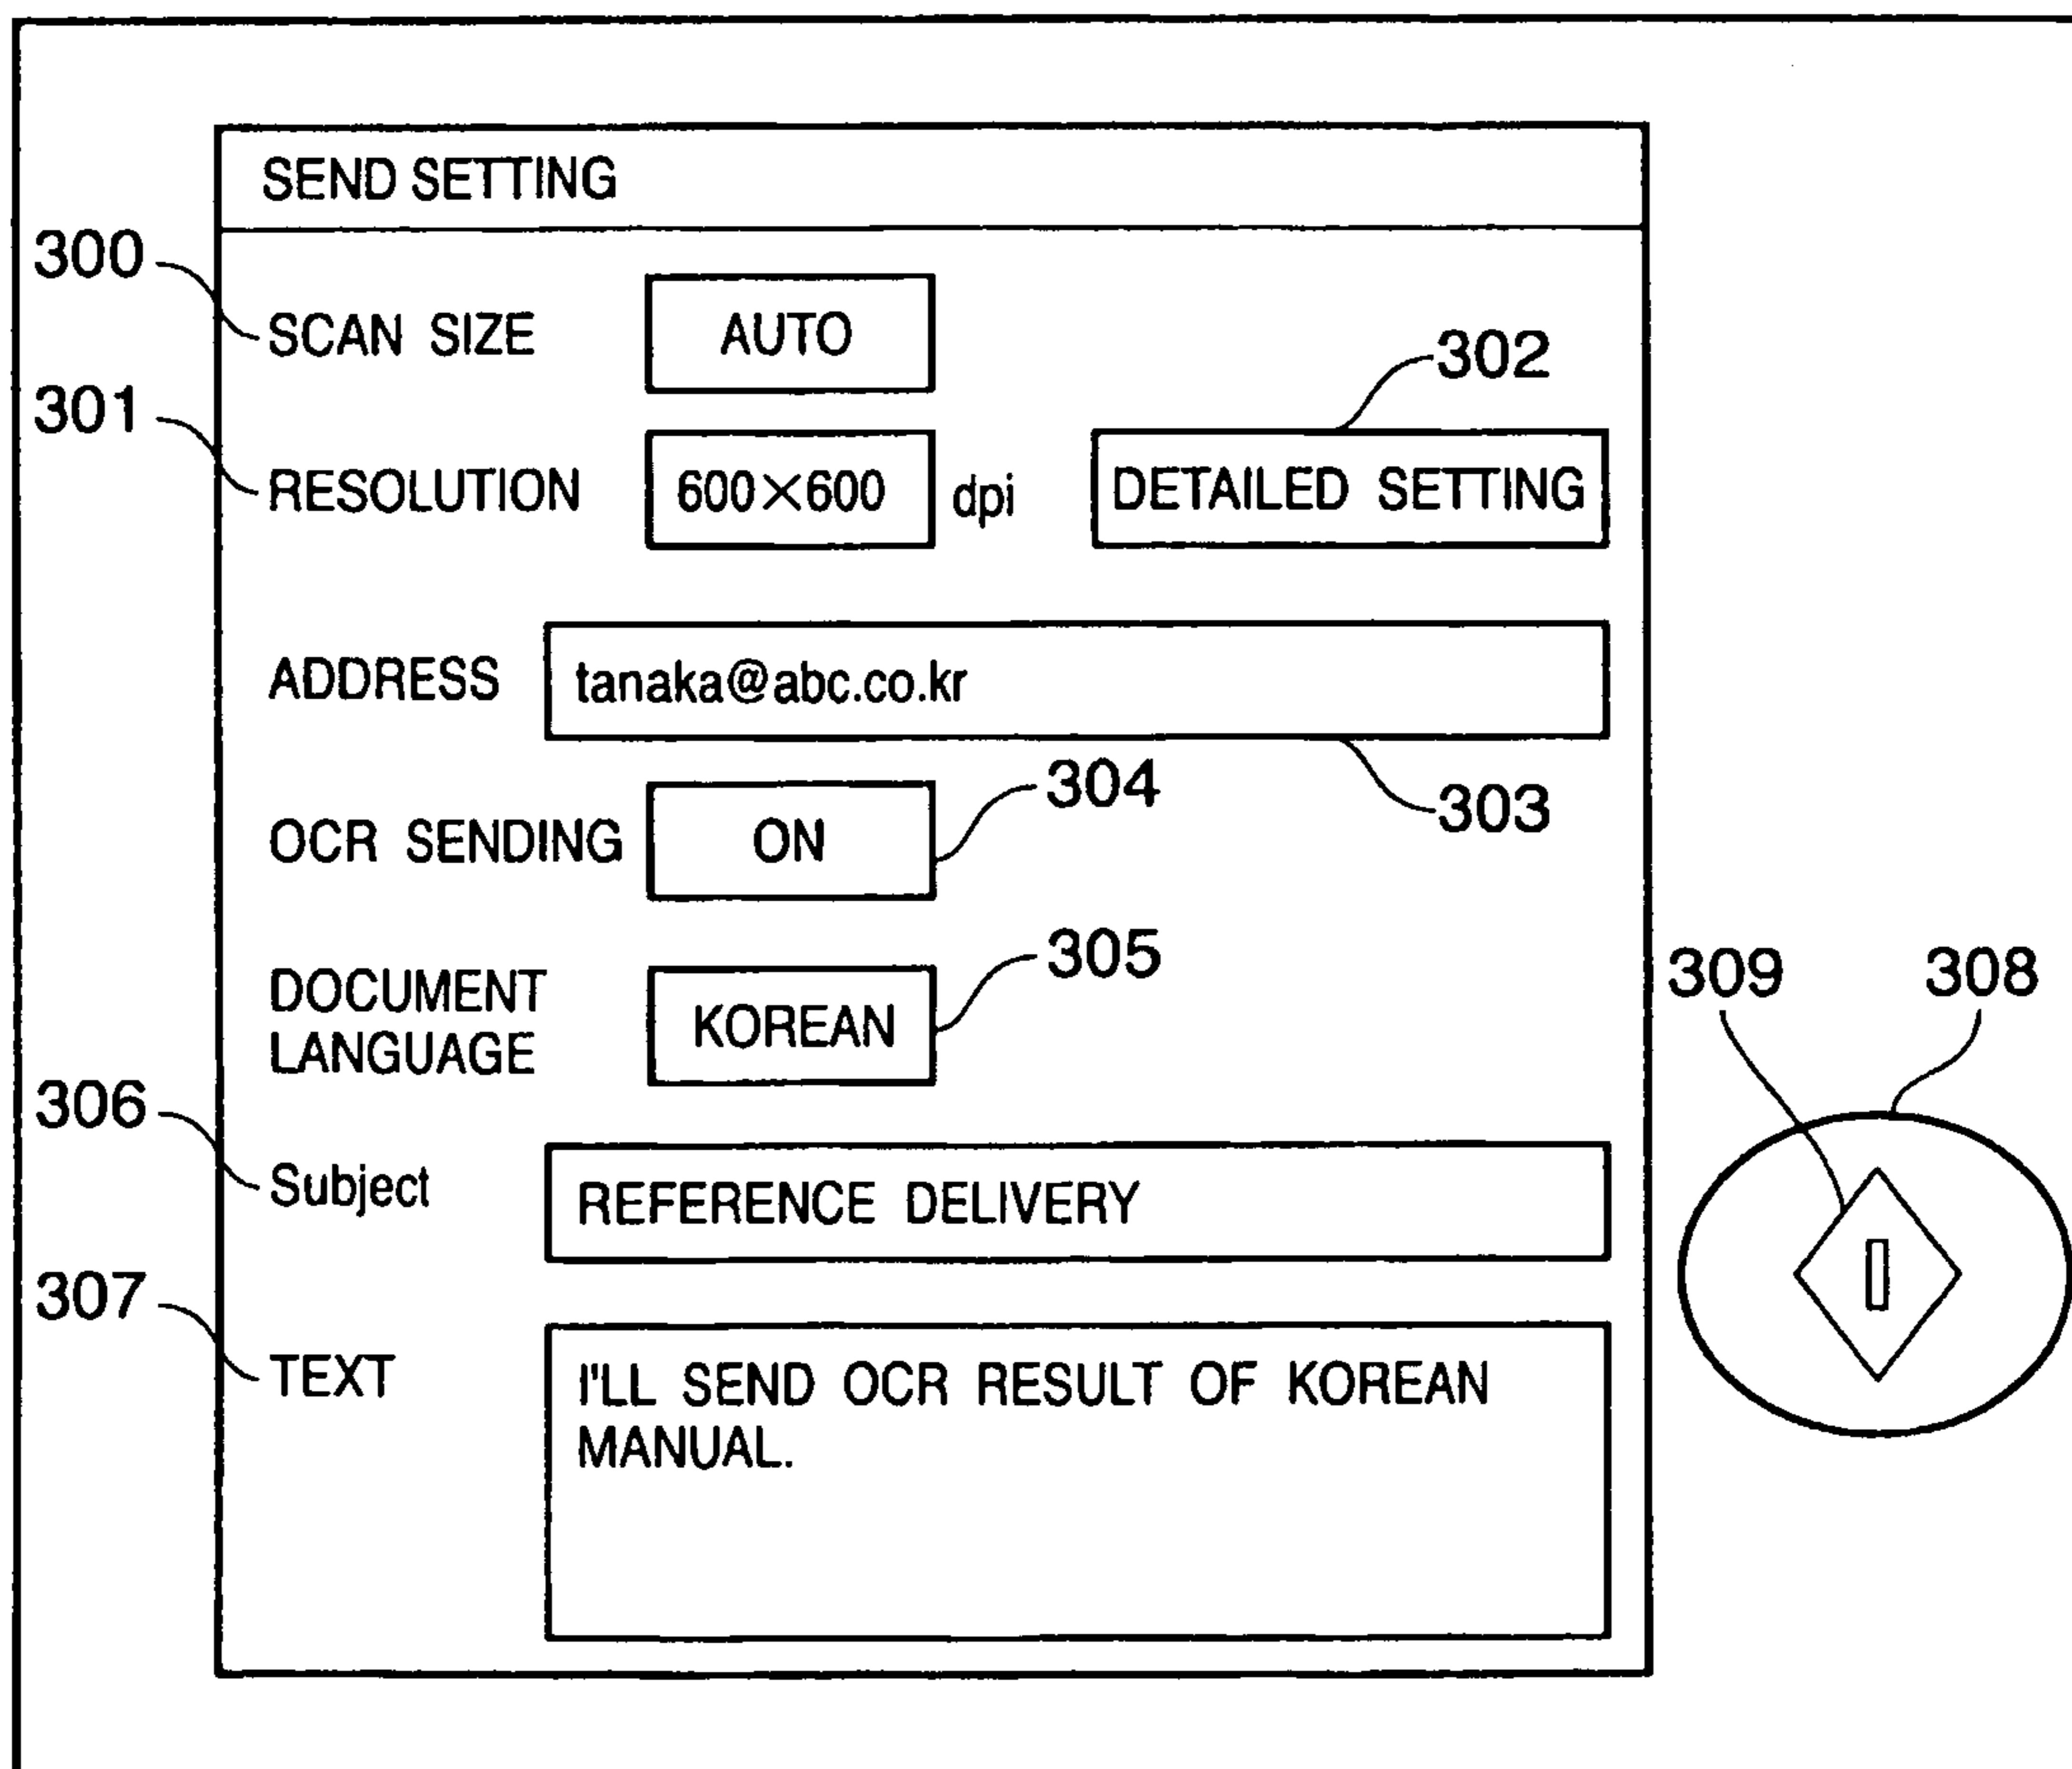 SEND SETTING
300
SCAN SIZE AUTO
302
301
RESOLUTION 600×600 dpi DETAILED SETTING
ADDRESS tanaka@abc.co.kr
304
303
OCR SENDING ON
305
309 308
DOCUMENT
LANGUAGE
KOREAN
306
Subject REFERENCE DELIVERY
307
TEXT I'LL SEND OCR RESULT OF KOREAN
MANUAL.